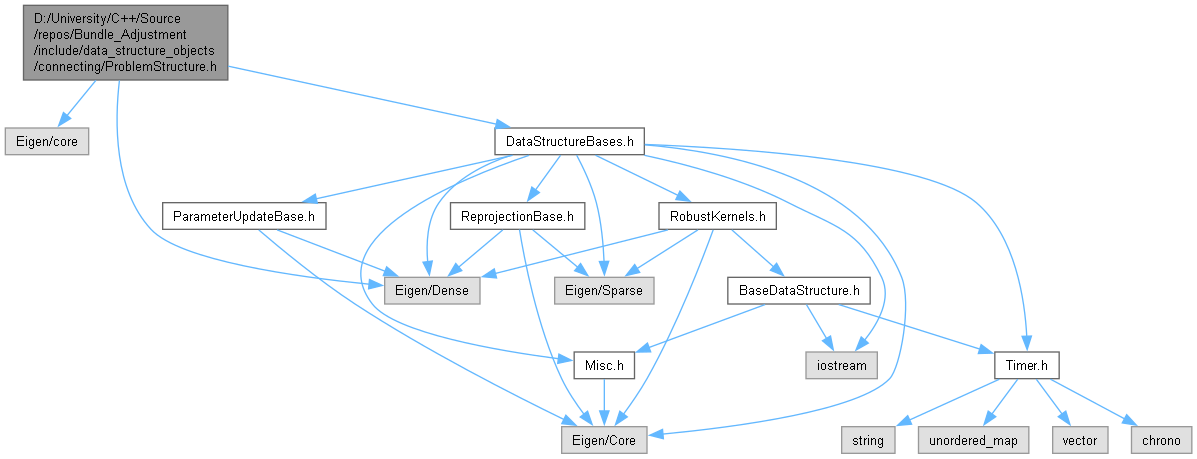 D:/University/C++/Source
/repos/Bundle_Adjustment
/include/data_structure_objects
/connecting/ProblemStructure.h
Eigen/core
DataStructureBases.h
ParameterUpdateBase.h
ReprojectionBase.h
RobustKernels.h
Eigen/Dense
Eigen/Sparse
BaseDataStructure.h
Misc.h
iostream
Timer.h
Eigen/Core
string
unordered_map
vector
chrono